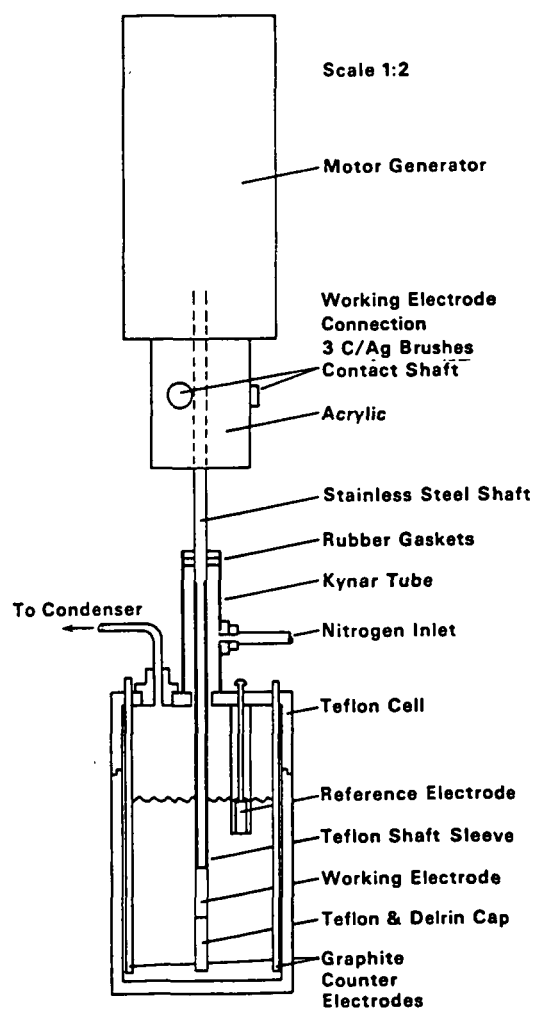 Scale 1:2
Motor Generator
Working Electrode
Connection
3 C/Ag Brushes
Contact Shaft
Acrylic
Stainless Steel Shaft
Rubber Gaskets
Kynar Tube
To Condenser
Nitrogen Inlet
Teflon Cell
Reference Electrode
Teflon Shaft Sleeve
Working Electrode
Teflon & Delrin Cap
Graphite
Counter
Electrodes